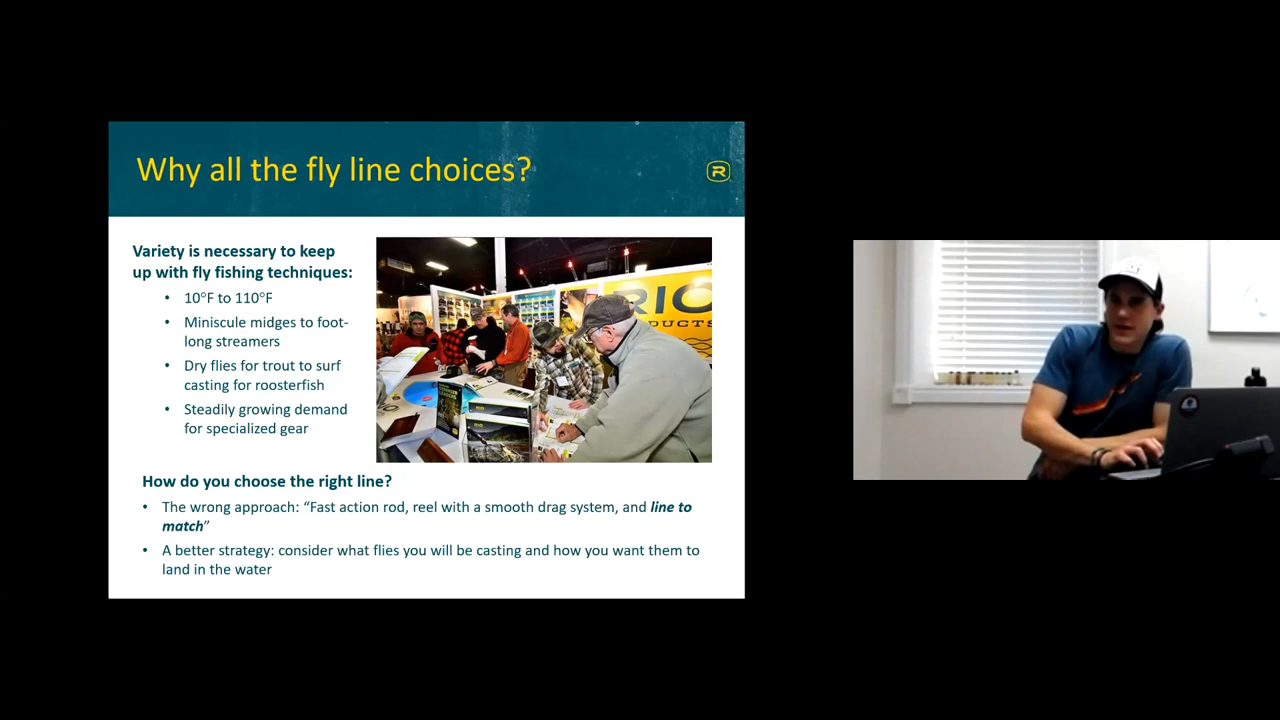 Why all the fly line choices?
R
Variety is necessary to keep
up with fly fishing techniques:
• 10°F to 110°F
• Miniscule midges to foot-
long streamers
• Dry flies for trout to surf
casting for roosterfish
• Steadily growing demand
for specialized gear
RIO
ODUCTS
How do you choose the right line?
• The wrong approach: “Fast action rod, reel with a smooth drag system, and line to
match”
• A better strategy: consider what flies you will be casting and how you want them to
land in the water